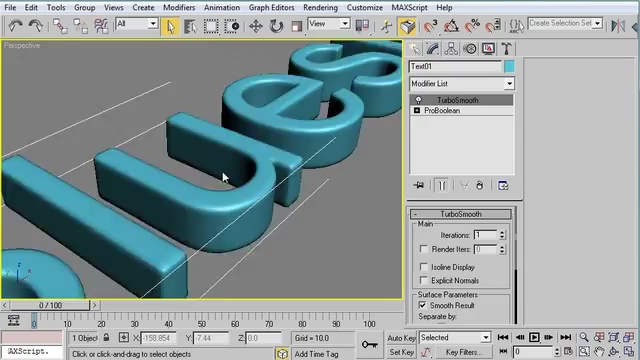 File Edit Tools Group Views Create Modifiers Animation Graph Editors Rendering Customize MAXScript Help
All View Create Selection Set
Perspective
Text01
Modifier List
TurboSmooth
ProBoolean
- TurboSmooth
Main
Iterations: 1
Render Iters: 0
Isoline Display
Explicit Normals
Surface Parameters
Smooth Result
Separate by:
lues
0 / 100
0 10 20 30 40 50 60 70 80 90 100
1 Object X: -158.854 Y: -7.44 Z: 0.0 Grid = 10.0 Auto Key Selected
AXScript. Click or click-and-drag to select objects Add Time Tag Set Key Key Filters... 0